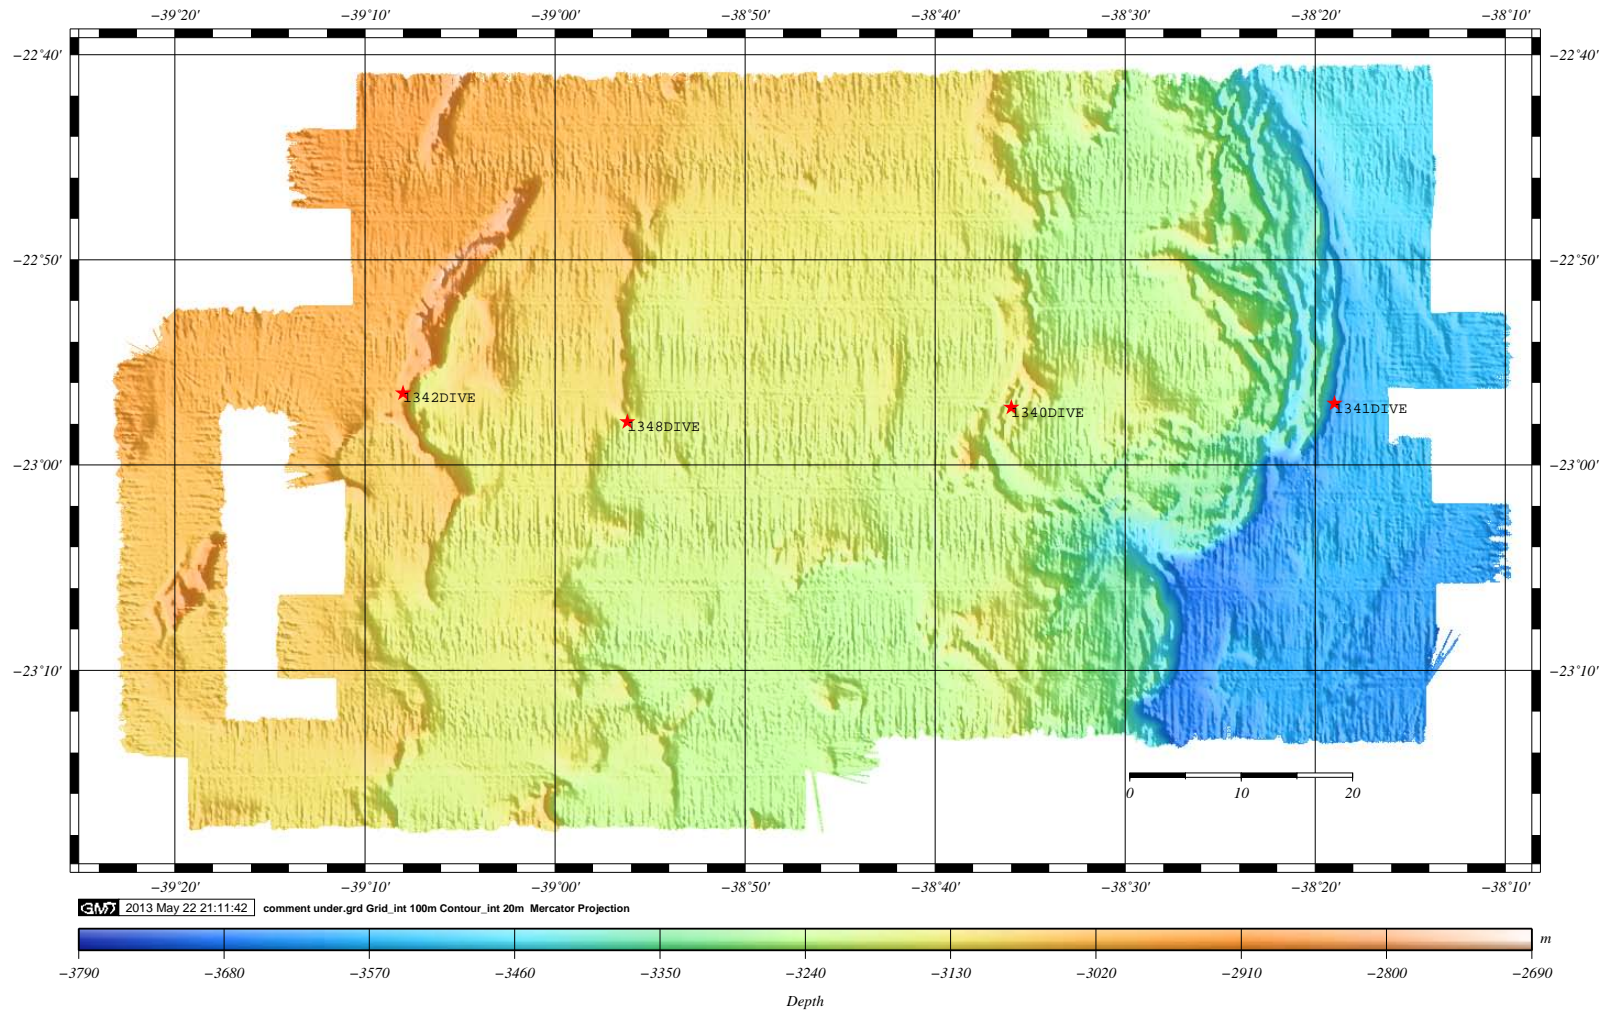 −39˚20' −39˚10' −39˚00' −38˚50' −38˚40' −38˚30' −38˚20' −38˚10'
−22˚40' −22˚40'
−22˚50' −22˚50'
1342DIVE
1348DIVE
1340DIVE
1341DIVE
−23˚00' −23˚00'
−23˚10' −23˚10'
0 10 20
−39˚20' −39˚10' −39˚00' −38˚50' −38˚40' −38˚30' −38˚20' −38˚10'
GMT 2013 May 22 21:11:42 comment under.grd Grid_int 100m Contour_int 20m Mercator Projection
m
−3790 −3680 −3570 −3460 −3350 −3240 −3130 −3020 −2910 −2800 −2690
Depth